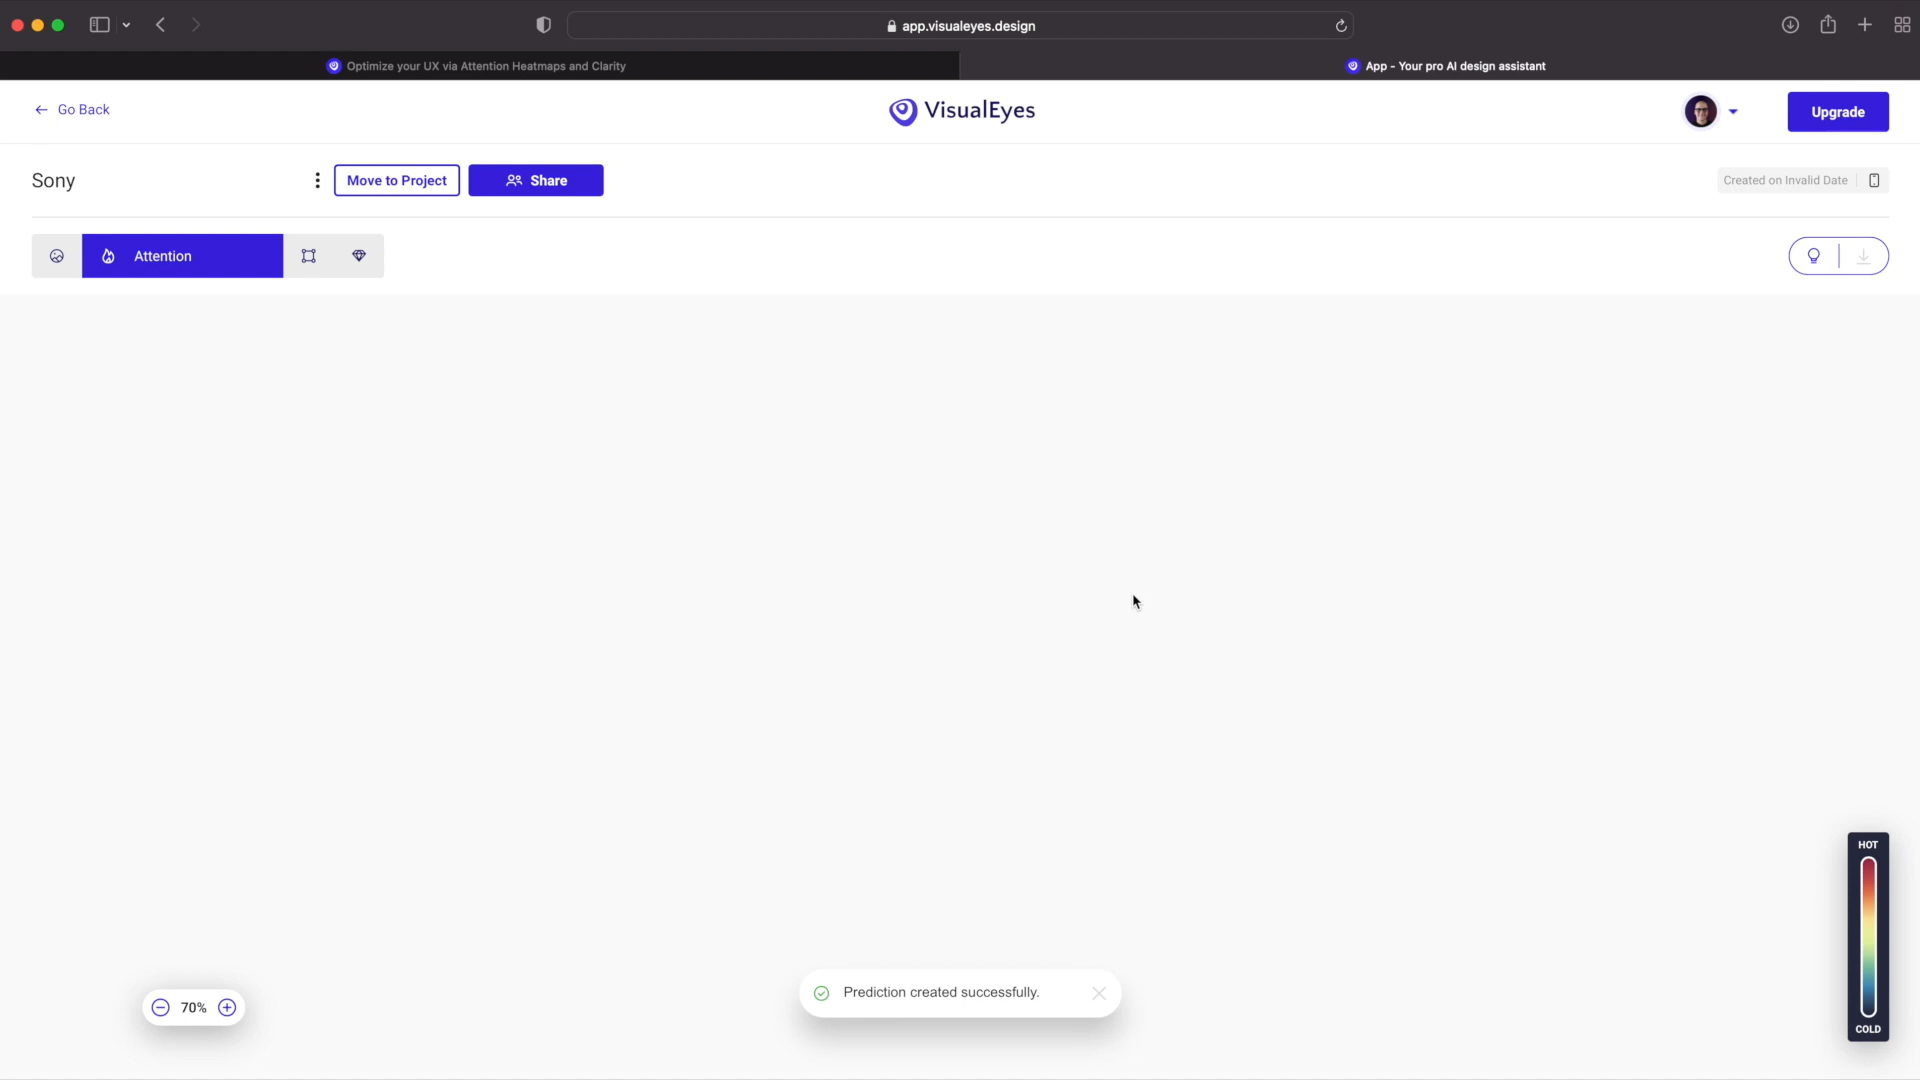 app.visualeyes.design
Optimize your UX via Attention Heatmaps and Clarity
App - Your pro AI design assistant
Go Back
VisualEyes
Upgrade
Sony
Move to Project
Share
Created on Invalid Date
Attention
HOT
COLD
Prediction created successfully.
70%